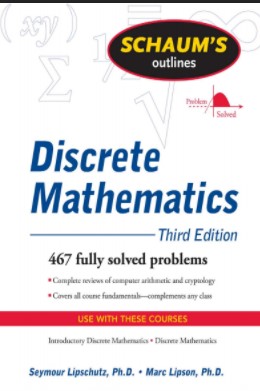 (xy)
SCHAUM'S
outlines
Problem
Solved
Discrete
Mathematics
Third Edition
467 fully solved problems
• Complete reviews of computer arithmetic and cryptology
• Covers all course fundamentals—complements any class
USE WITH THESE COURSES
Introductory Discrete Mathematics • Discrete Mathematics
Seymour Lipschutz, Ph.D. • Marc Lipson, Ph.D.